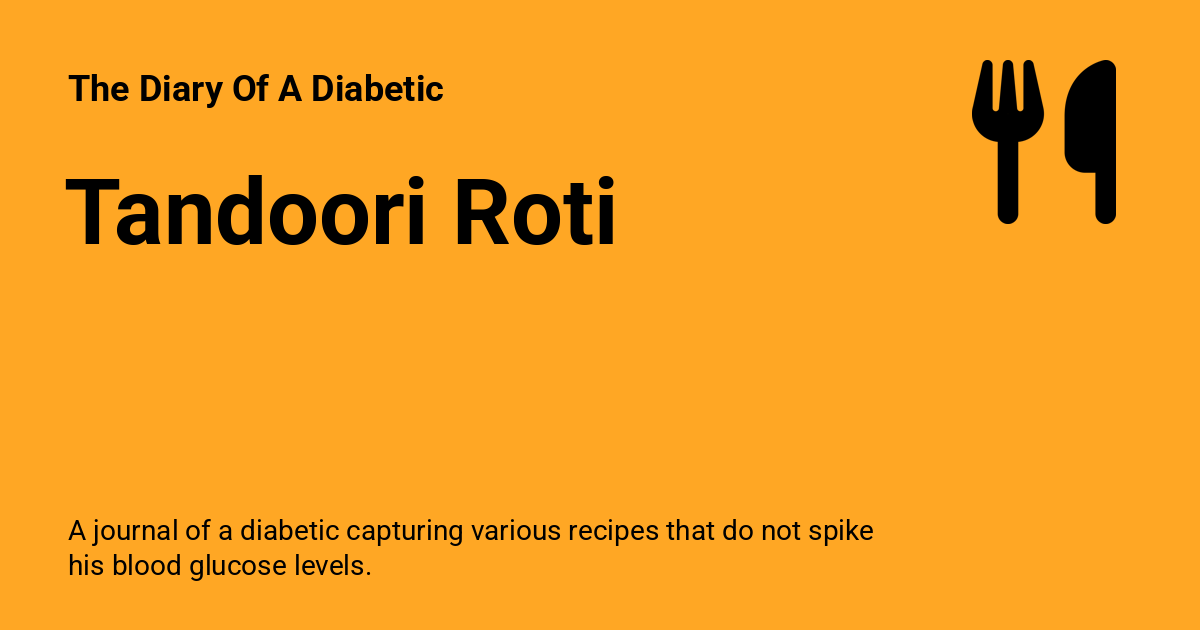 The Diary Of A Diabetic
Tandoori Roti
A journal of a diabetic capturing various recipes that do not spike
his blood glucose levels.